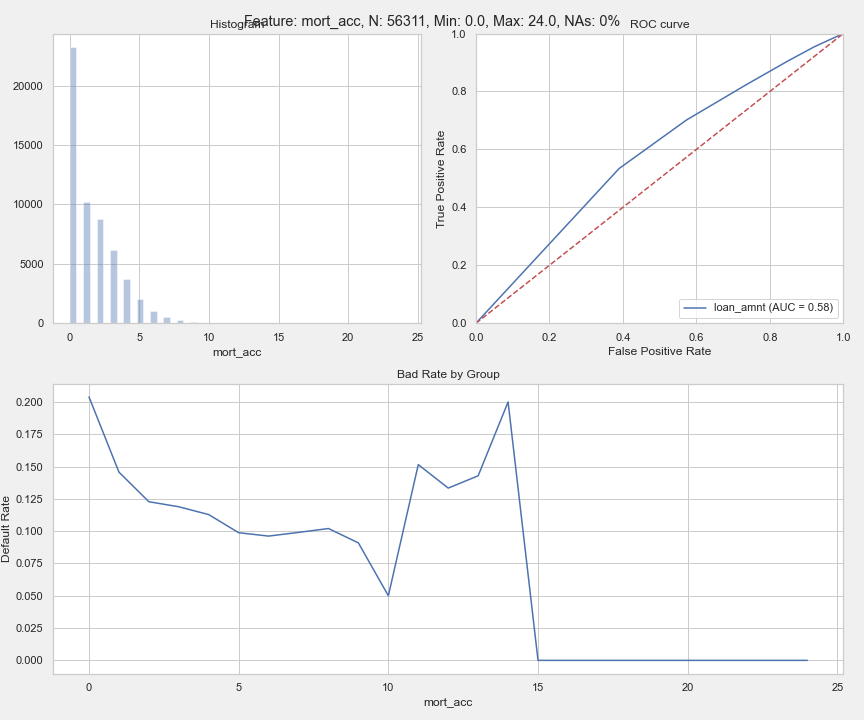 Feature: mort_acc, N: 56311, Min: 0.0, Max: 24.0, NAs: 0%
Histogram
20000
15000
10000
5000
0
0 5 10 15 20 25
mort_acc
ROC curve
True Positive Rate
1.0
0.8
0.6
0.4
0.2
0.0
loan_amnt (AUC = 0.58)
0.0 0.2 0.4 0.6 0.8 1.0
False Positive Rate
Bad Rate by Group
Default Rate
0.200
0.175
0.150
0.125
0.100
0.075
0.050
0.025
0.000
0 5 10 15 20 25
mort_acc